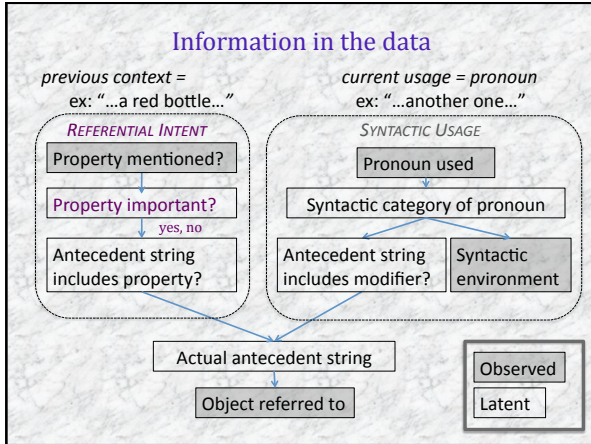 Information in the data
previous context =
ex: “…a red bottle…”
current usage = pronoun
ex: “…another one…”
REFERENTIAL INTENT
Property mentioned?
Property important?
yes, no
Antecedent string
includes property?
SYNTACTIC USAGE
Pronoun used
Syntactic category of pronoun
Antecedent string
includes modifier?
Syntactic
environment
Actual antecedent string
Object referred to
Observed
Latent